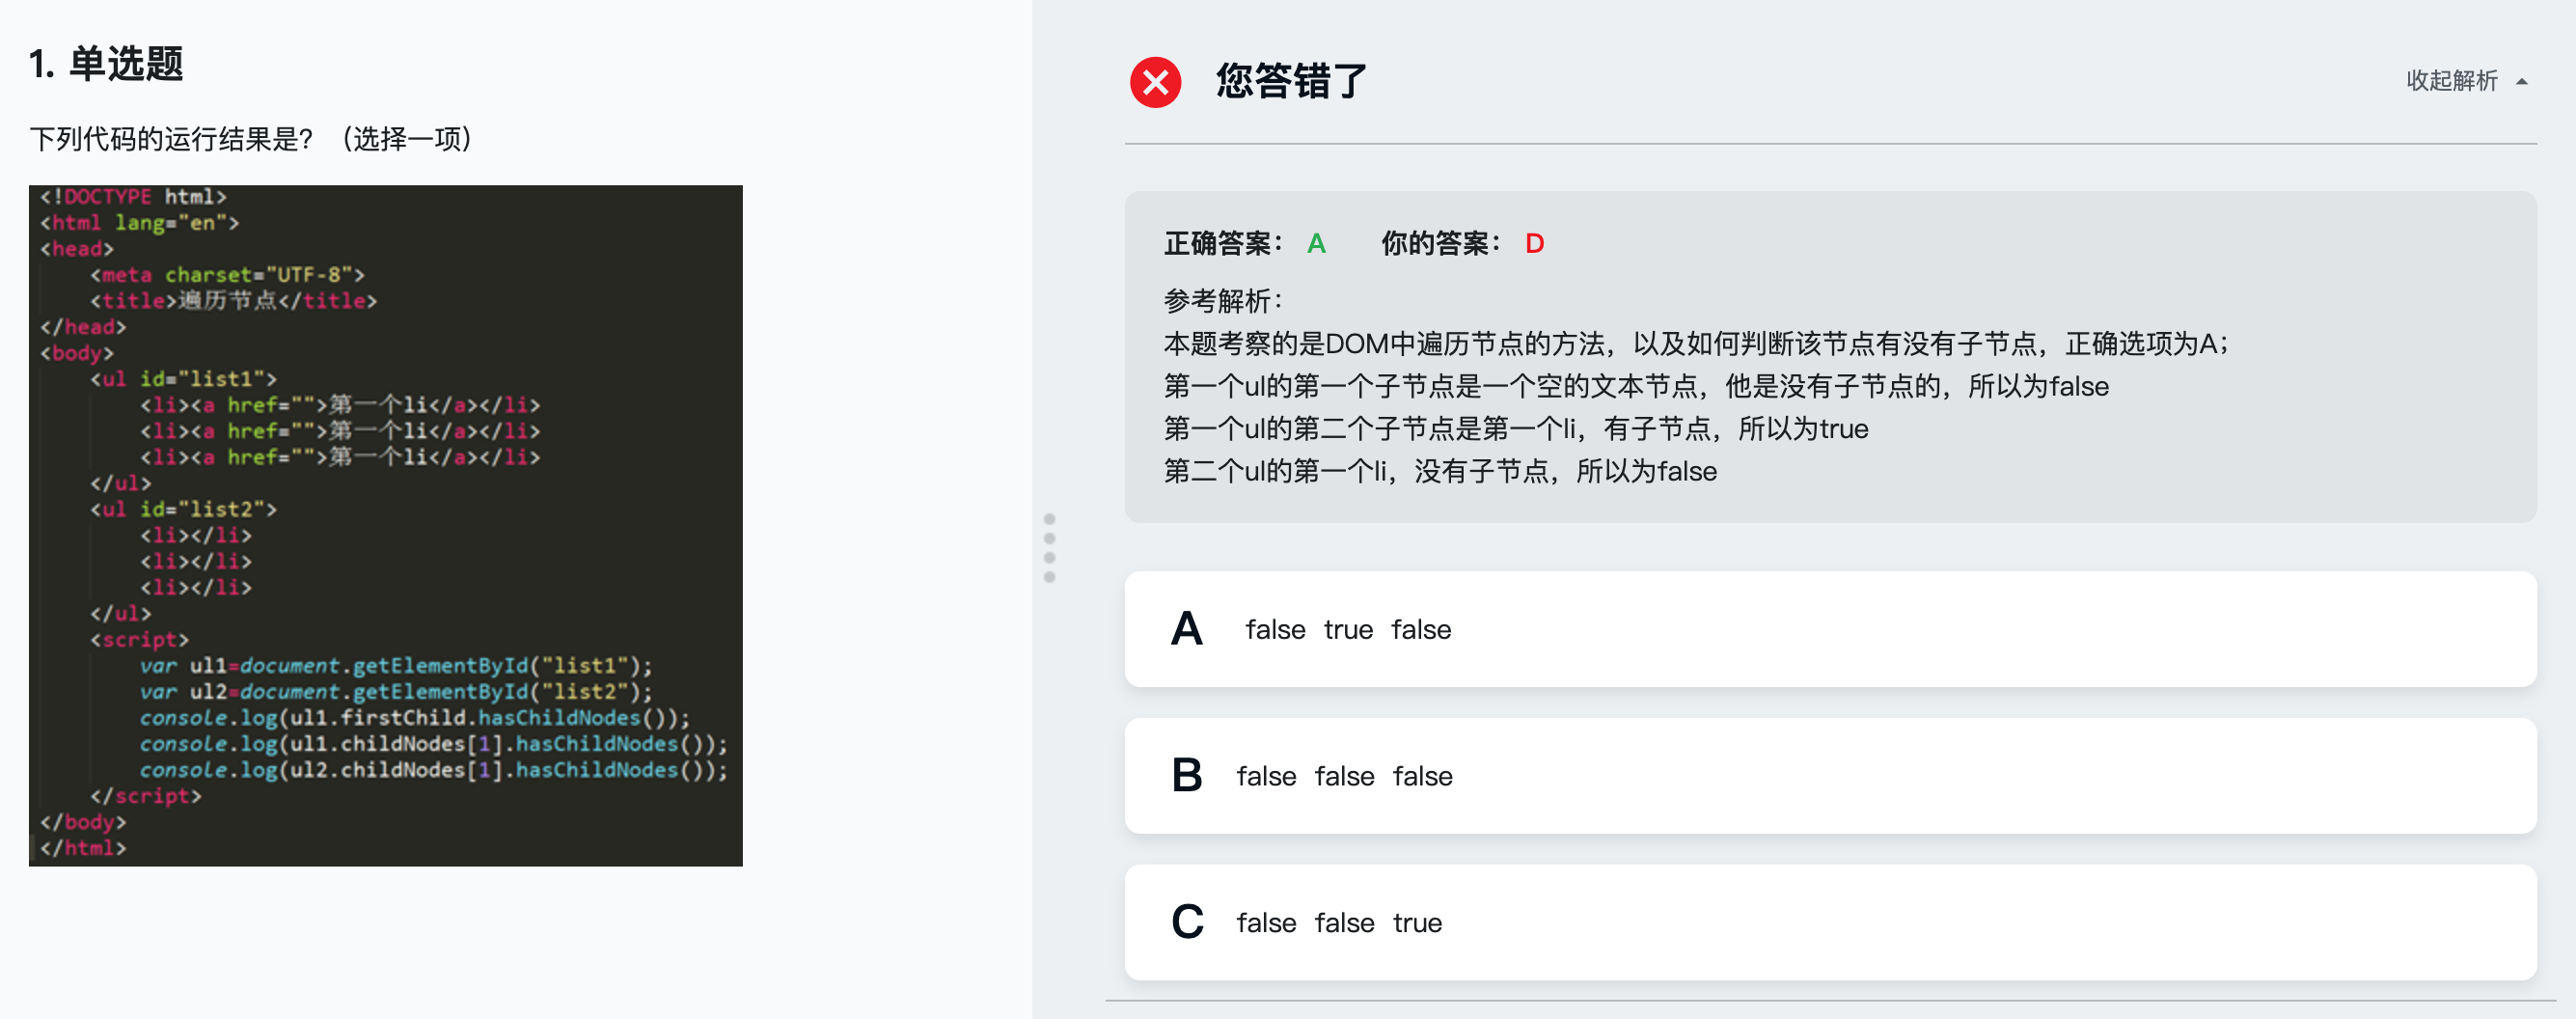 1. 单选题
下列代码的运行结果是？（选择一项）
<!DOCTYPE html>
<html lang="en">
<head>
    <meta charset="UTF-8">
    <title>遍历节点</title>
</head>
<body>
    <ul id="list1">
        <li><a href="">第一个li</a></li>
        <li><a href="">第一个li</a></li>
        <li><a href="">第一个li</a></li>
    </ul>
    <ul id="list2">
        <li></li>
        <li></li>
        <li></li>
    </ul>
    <script>
        var ul1=document.getElementById("list1");
        var ul2=document.getElementById("list2");
        console.log(ul1.firstChild.hasChildNodes());
        console.log(ul1.childNodes[1].hasChildNodes());
        console.log(ul2.childNodes[1].hasChildNodes());
    </script>
</body>
</html>
您答错了
收起解析
正确答案： A 你的答案： D
参考解析：
本题考察的是DOM中遍历节点的方法，以及如何判断该节点有没有子节点，正确选项为A；
第一个ul的第一个子节点是一个空的文本节点，他是没有子节点的，所以为false
第一个ul的第二个子节点是第一个li，有子节点，所以为true
第二个ul的第一个li，没有子节点，所以为false
A false true false
B false false false
C false false true